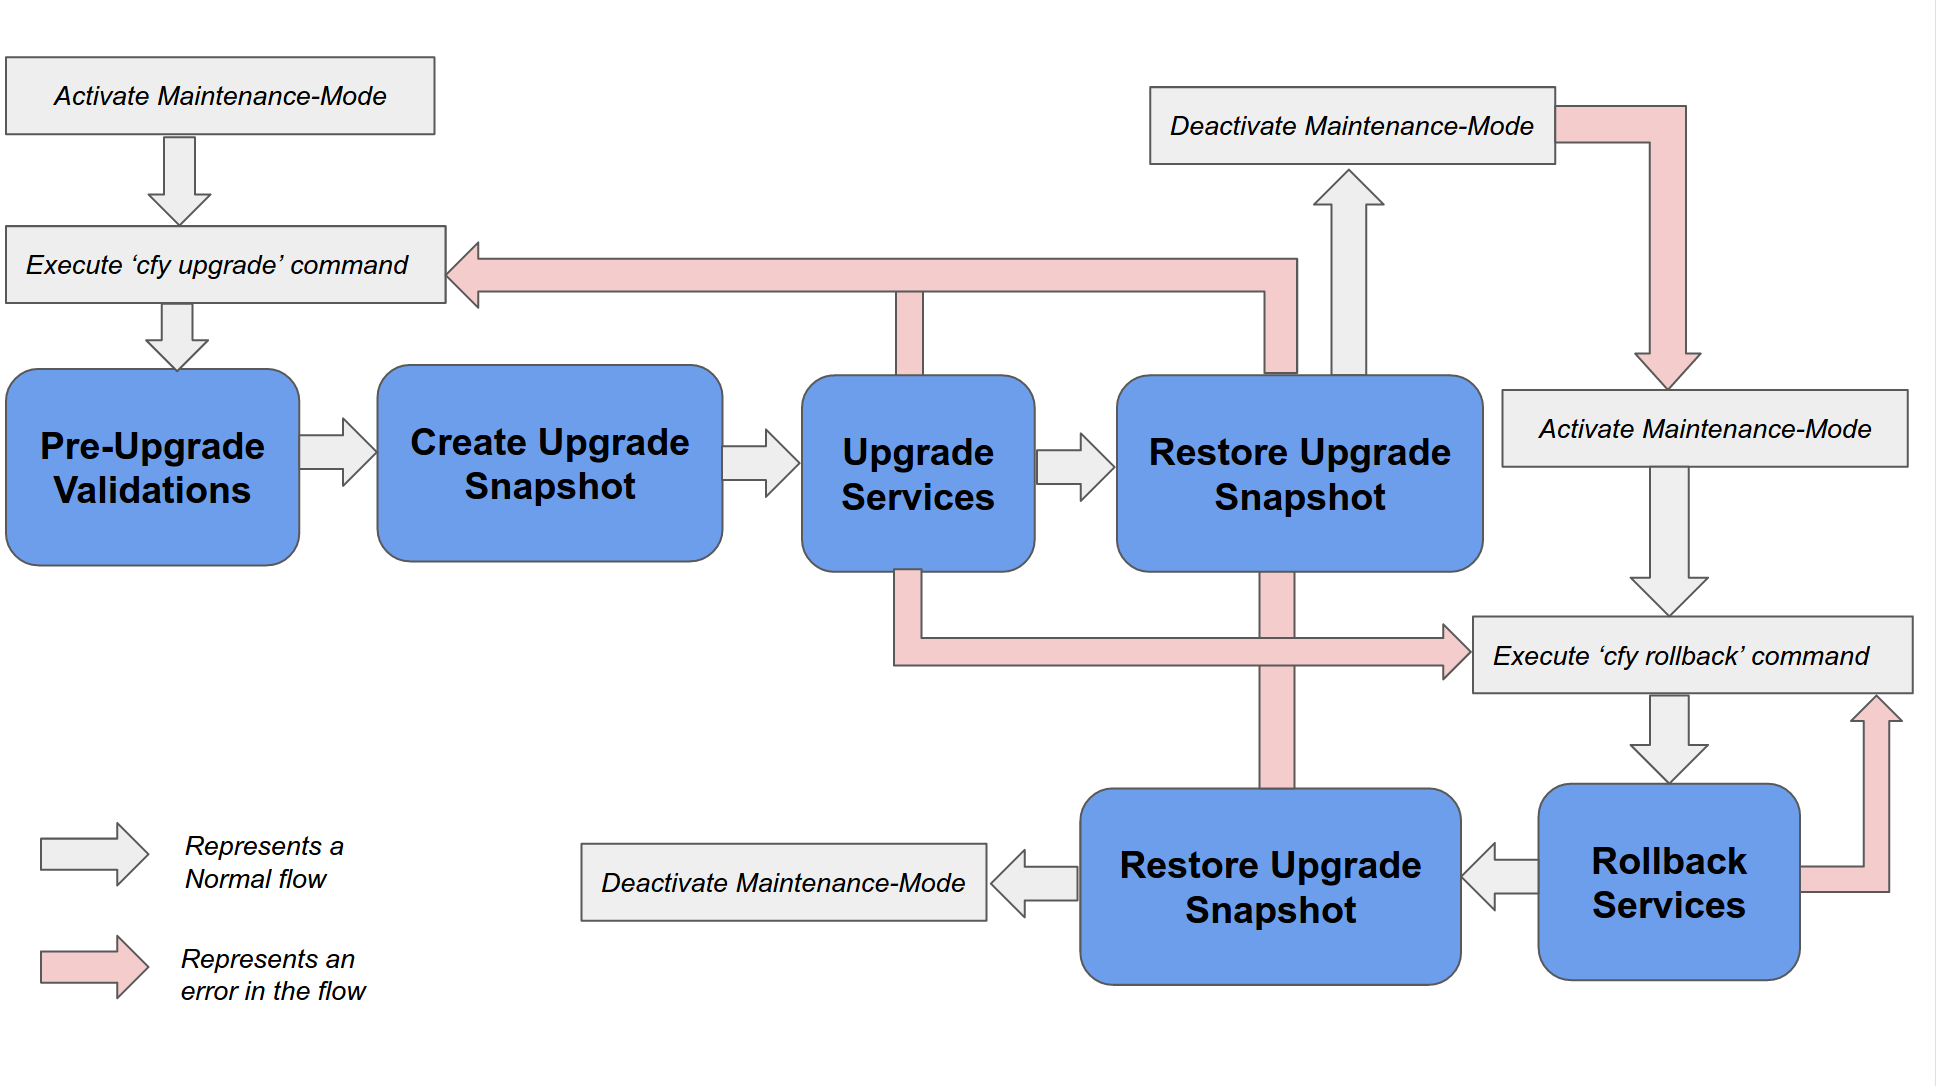 Activate Maintenance-Mode
Deactivate Maintenance-Mode
Execute ‘cfy upgrade’ command
Pre-Upgrade
Validations
Create Upgrade
Snapshot
Upgrade
Services
Restore Upgrade
Snapshot
Activate Maintenance-Mode
Execute ‘cfy rollback’ command
Rollback
Services
Restore Upgrade
Snapshot
Deactivate Maintenance-Mode
Represents a
Normal flow
Represents an
error in the flow